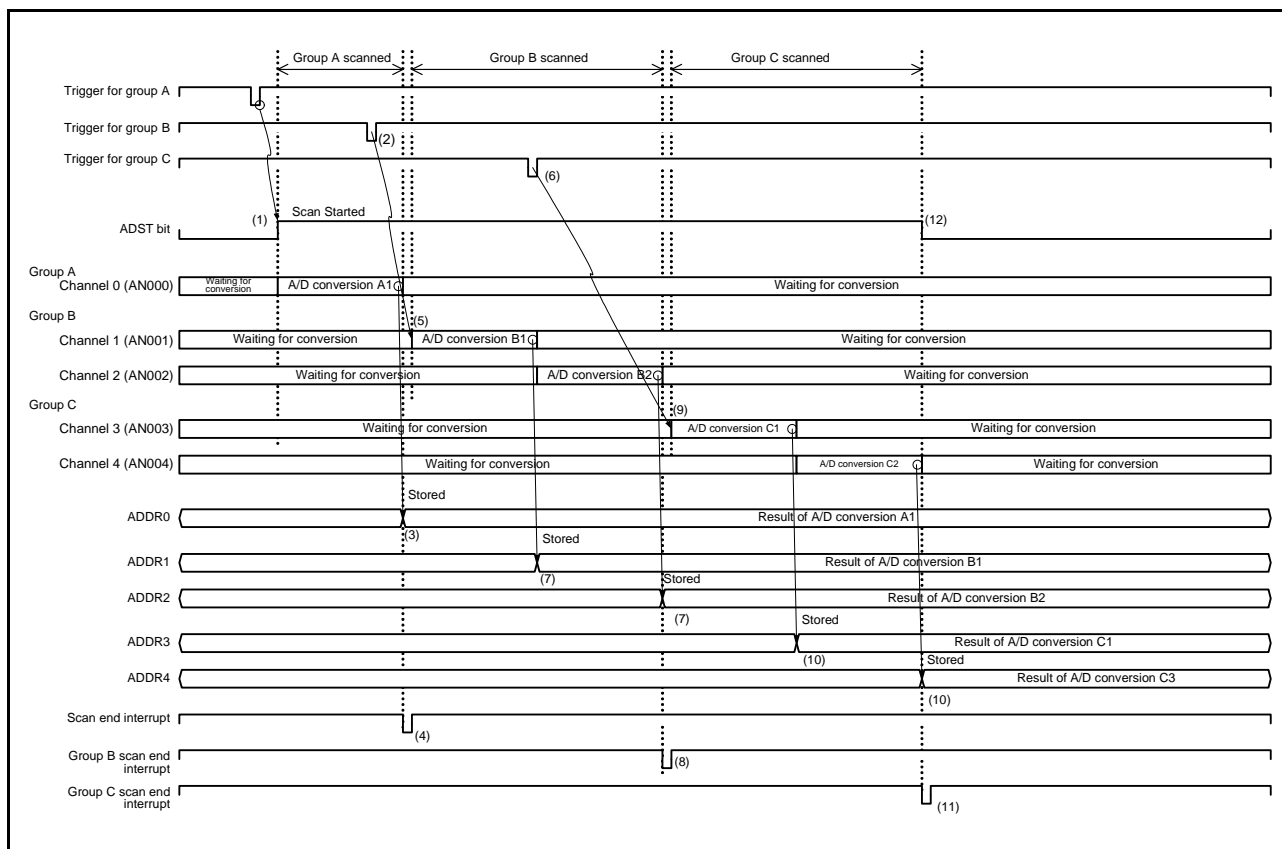 Group A scanned Group B scanned Group C scanned
Trigger for group A
Trigger for group B (2)
Trigger for group C (6)
(1) Scan Started (12)
ADST bit
Group A
Channel 0 (AN000) Waiting for conversion A/D conversion A1 Waiting for conversion
Group B
(5)
Channel 1 (AN001) Waiting for conversion A/D conversion B1 Waiting for conversion
Channel 2 (AN002) Waiting for conversion A/D conversion B2 Waiting for conversion
Group C
(9)
Channel 3 (AN003) Waiting for conversion A/D conversion C1 Waiting for conversion
Channel 4 (AN004) Waiting for conversion A/D conversion C2 Waiting for conversion
Stored
ADDR0 Result of A/D conversion A1
(3)
Stored
ADDR1 Result of A/D conversion B1
(7)
Stored
ADDR2 Result of A/D conversion B2
(7)
Stored
ADDR3 Result of A/D conversion C1
(10)
Stored
ADDR4 Result of A/D conversion C3
(10)
Scan end interrupt
(4)
Group B scan end
interrupt
(8)
Group C scan end
interrupt
(11)